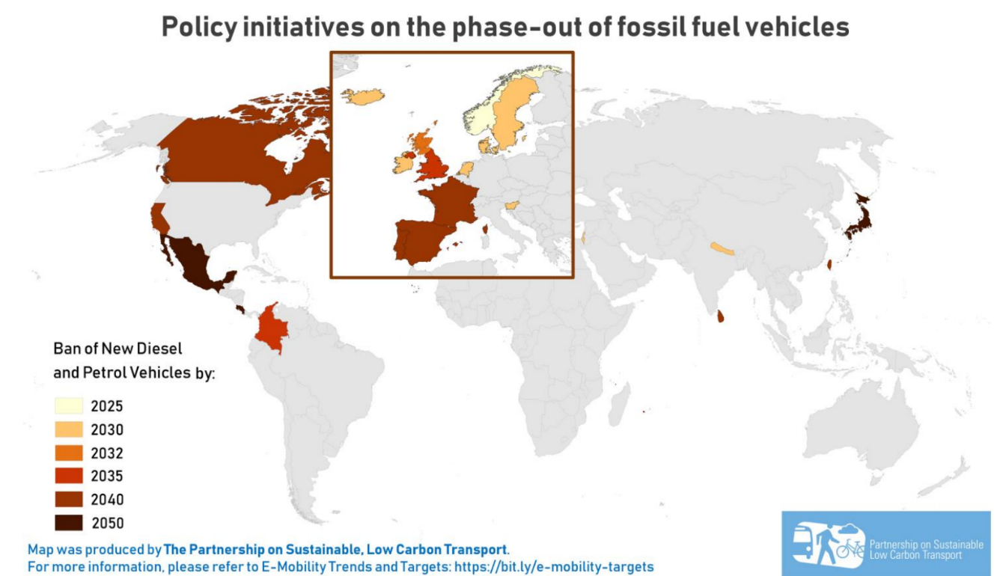 Policy initiatives on the phase-out of fossil fuel vehicles
Ban of New Diesel
and Petrol Vehicles by:
2025
2030
2032
2035
2040
2050
Map was produced by The Partnership on Sustainable, Low Carbon Transport.
For more information, please refer to E-Mobility Trends and Targets: https://bit.ly/e-mobility-targets
Partnership on Sustainable
Low Carbon Transport